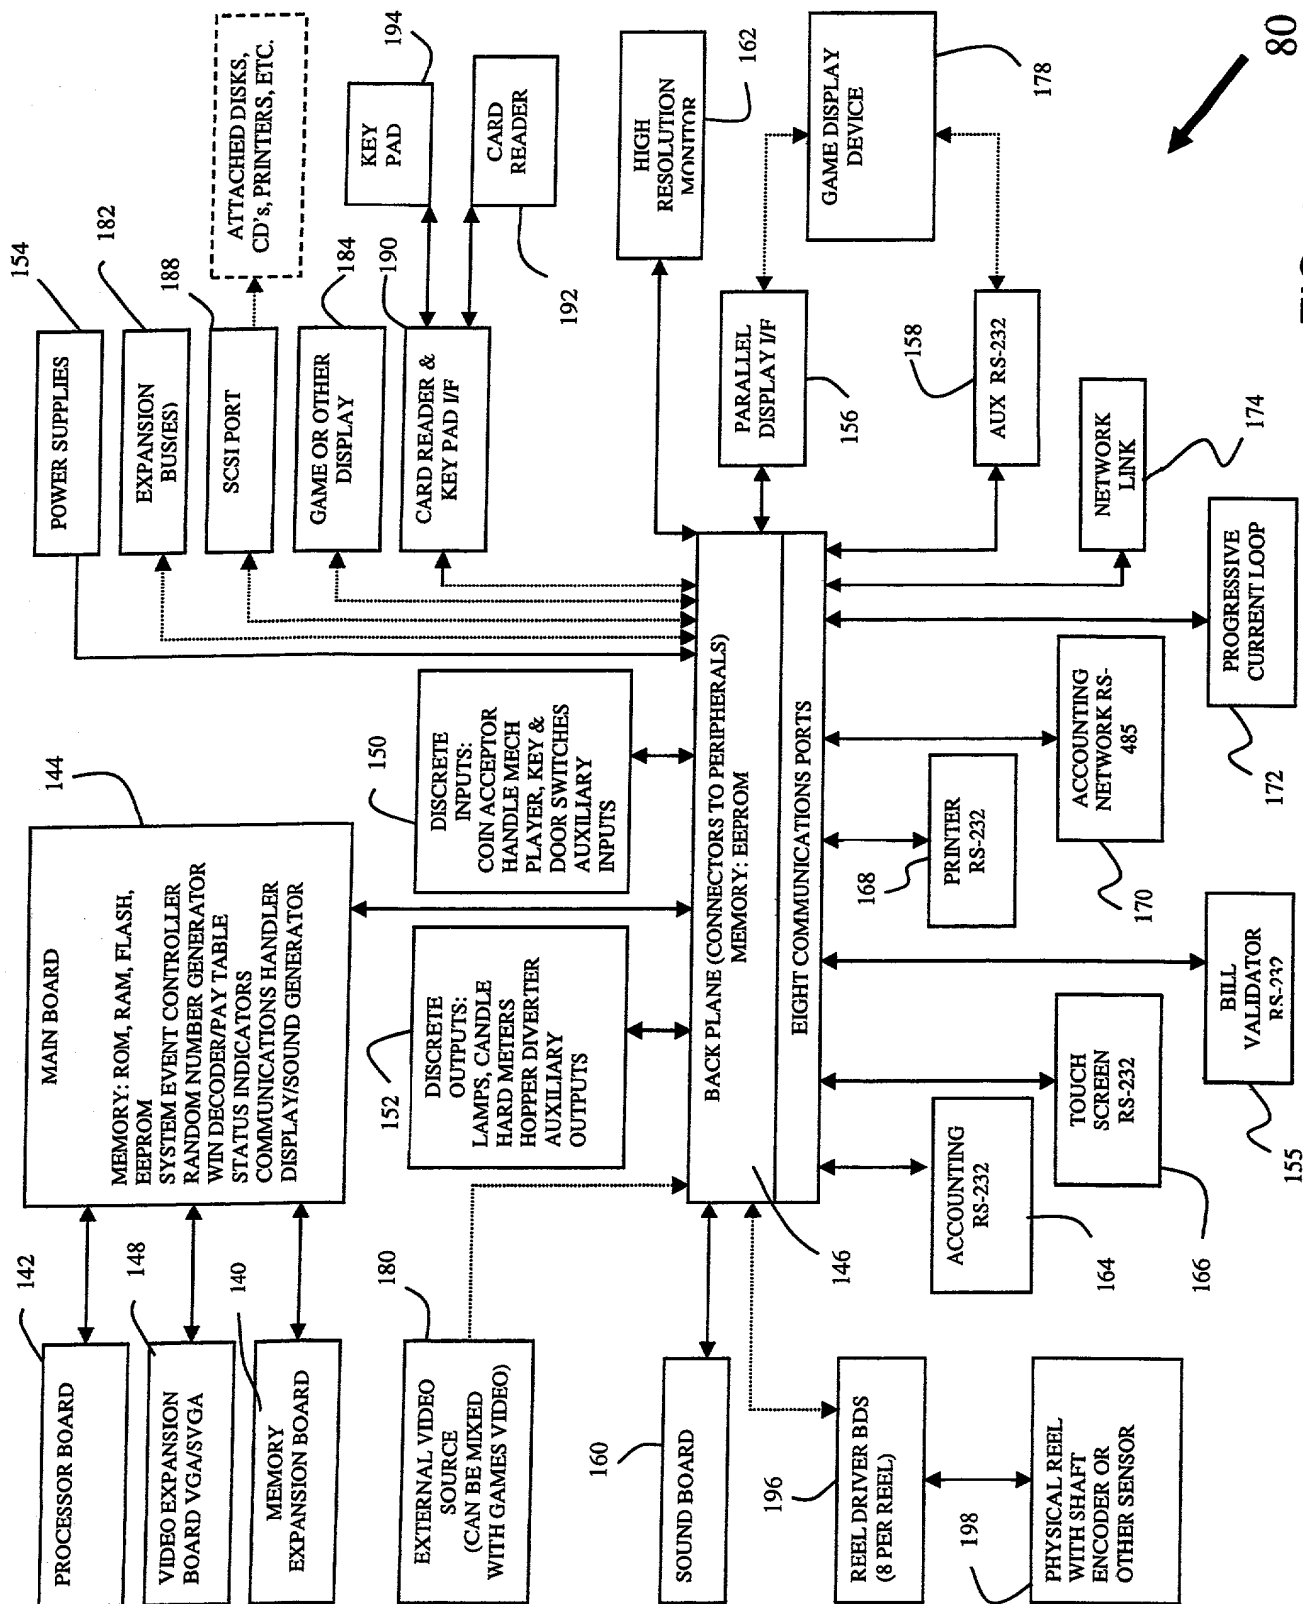 142
PROCESSOR BOARD
148
VIDEO EXPANSION
BOARD VGA/SVGA
140
MEMORY
EXPANSION BOARD
144
MAIN BOARD
MEMORY: ROM, RAM, FLASH,
EEPROM
SYSTEM EVENT CONTROLLER
RANDOM NUMBER GENERATOR
WIN DECODER/PAY TABLE
STATUS INDICATORS
COMMUNICATIONS HANDLER
DISPLAY/SOUND GENERATOR
154
POWER SUPPLIES
182
EXPANSION
BUS(ES)
188
SCSI PORT
ATTACHED DISKS,
CD's, PRINTERS, ETC.
184
GAME OR OTHER
DISPLAY
190
CARD READER &
KEY PAD I/F
194
KEY
PAD
CARD
READER
192
180
EXTERNAL VIDEO
SOURCE
(CAN BE MIXED
WITH GAMES VIDEO)
152
DISCRETE
OUTPUTS:
LAMPS, CANDLE
HARD METERS
HOPPER DIVERTER
AUXILIARY
OUTPUTS
150
DISCRETE
INPUTS:
COIN ACCEPTOR
HANDLE MECH
PLAYER, KEY &
DOOR SWITCHES
AUXILIARY
INPUTS
160
SOUND BOARD
BACK PLANE (CONNECTORS TO PERIPHERALS)
MEMORY: EEPROM
EIGHT COMMUNICATIONS PORTS
146
HIGH
RESOLUTION
MONITOR
162
PARALLEL
DISPLAY I/F
156
GAME DISPLAY
DEVICE
178
158
AUX RS-232
196
REEL DRIVER BDS
(8 PER REEL)
198
PHYSICAL REEL
WITH SHAFT
ENCODER OR
OTHER SENSOR
ACCOUNTING
RS-232
164
TOUCH
SCREEN
RS-232
166
BILL
VALIDATOR
RS-232
155
168
PRINTER
RS-232
ACCOUNTING
NETWORK RS-
485
170
PROGRESSIVE
CURRENT LOOP
172
NETWORK
LINK
174
80